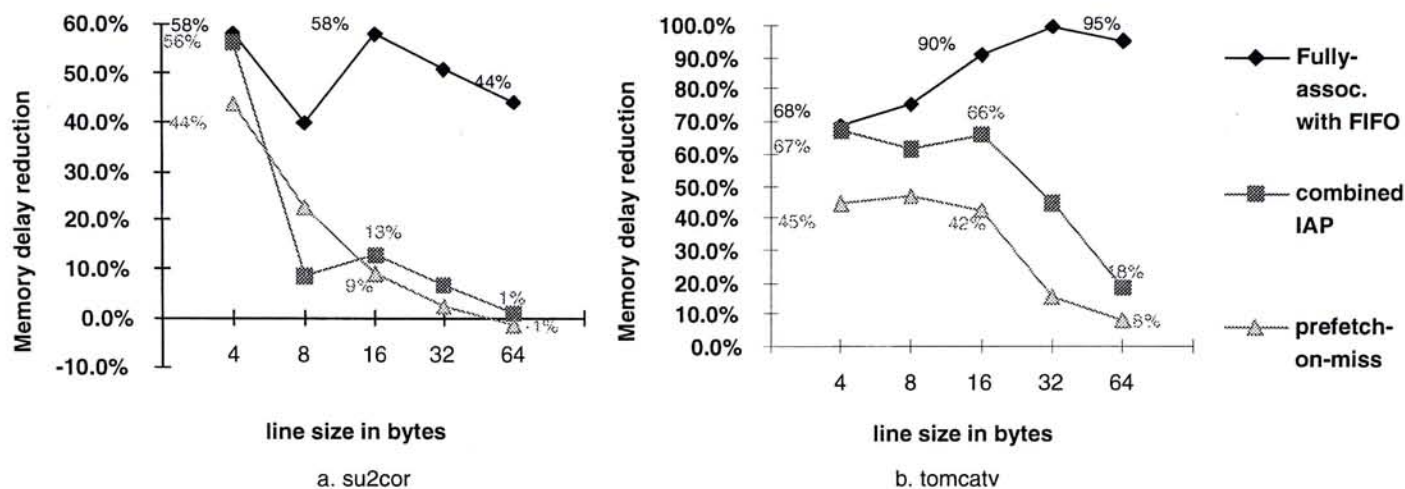 60.0%
50.0%
40.0%
30.0%
20.0%
10.0%
0.0%
-10.0%
Memory delay reduction
58%
56%
44%
58%
44%
13%
9%
1%
-1%
4 8 16 32 64
line size in bytes
a. su2cor
100.0%
90.0%
80.0%
70.0%
60.0%
50.0%
40.0%
30.0%
20.0%
10.0%
0.0%
Memory delay reduction
68%
67%
45%
90%
95%
66%
42%
18%
8%
4 8 16 32 64
line size in bytes
b. tomcatv
Fully-
assoc.
with FIFO
combined
IAP
prefetch-
on-miss